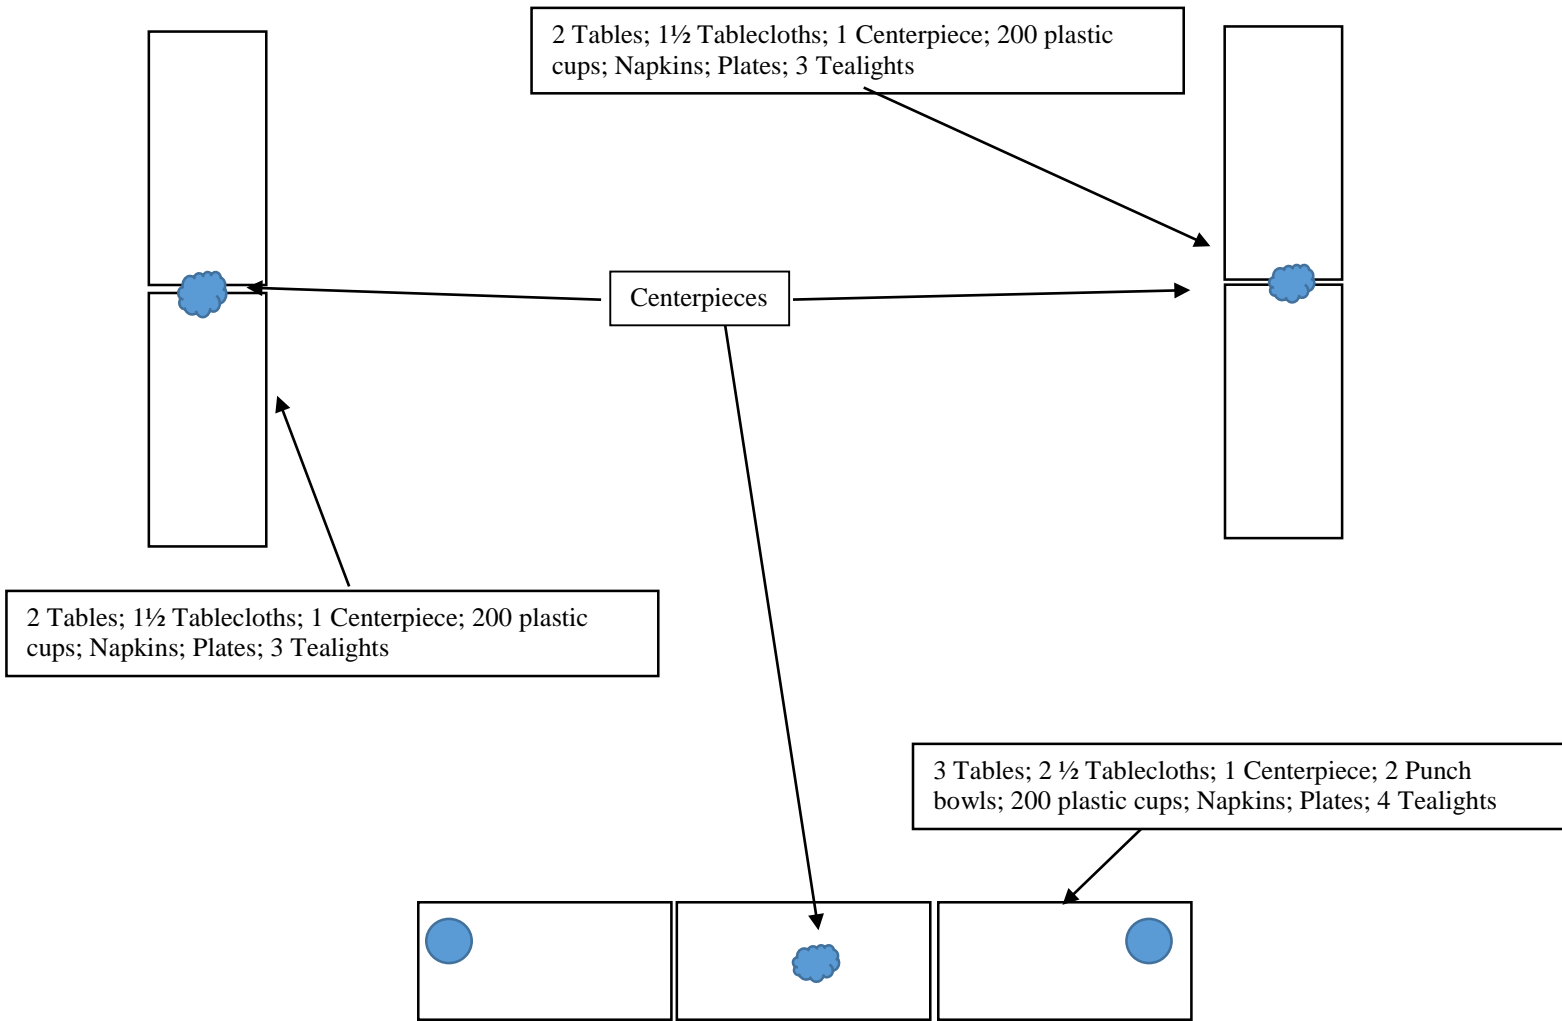 2 Tables; 1½ Tablecloths; 1 Centerpiece; 200 plastic
cups; Napkins; Plates; 3 Tealights
Centerpieces
2 Tables; 1½ Tablecloths; 1 Centerpiece; 200 plastic
cups; Napkins; Plates; 3 Tealights
3 Tables; 2 ½ Tablecloths; 1 Centerpiece; 2 Punch
bowls; 200 plastic cups; Napkins; Plates; 4 Tealights